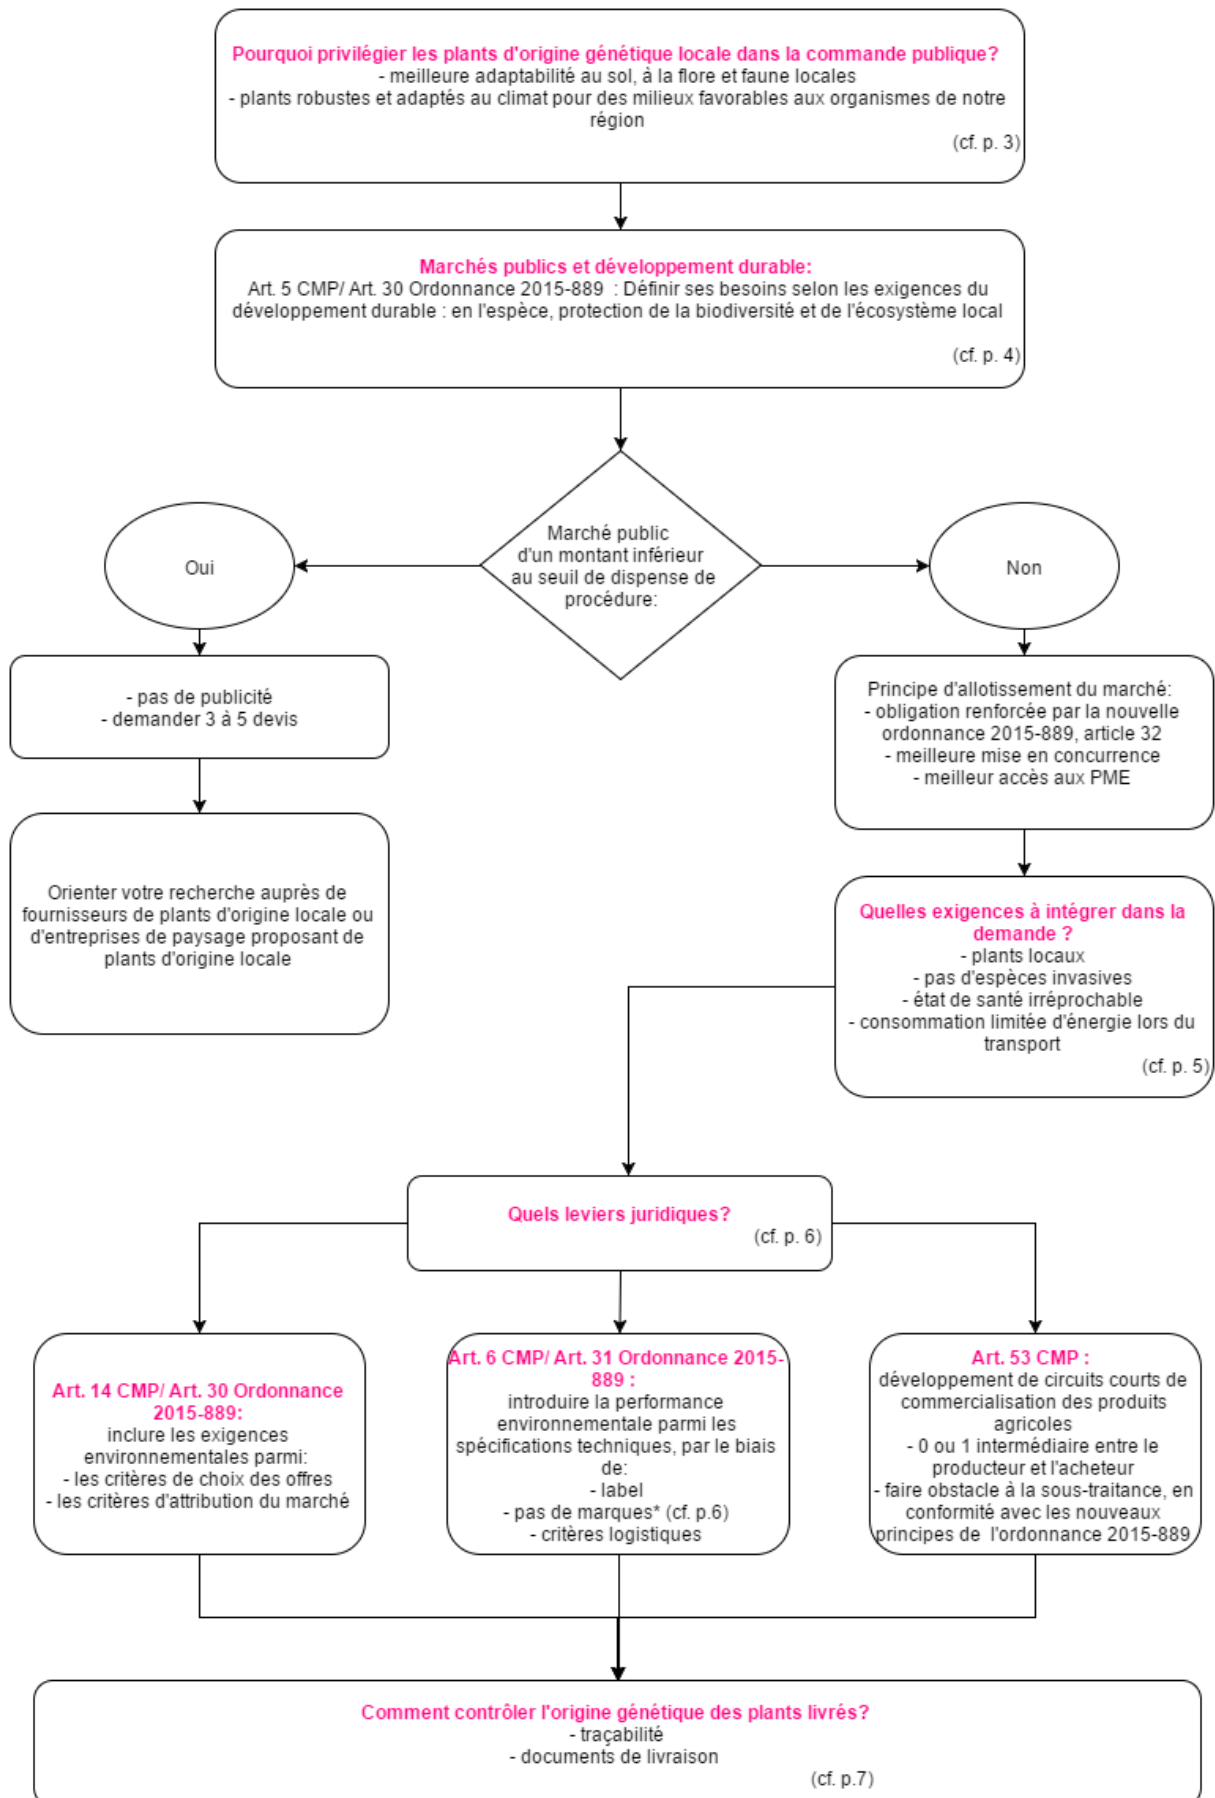 Pourquoi privilégier les plants d'origine génétique locale dans la commande publique?
- meilleure adaptabilité au sol, à la flore et faune locales
- plants robustes et adaptés au climat pour des milieux favorables aux organismes de notre
région
(cf. p. 3)
Marchés publics et développement durable:
Art. 5 CMP/ Art. 30 Ordonnance 2015-889 : Définir ses besoins selon les exigences du
développement durable : en l'espèce, protection de la biodiversité et de l'écosystème local
(cf. p. 4)
Marché public
d'un montant inférieur
au seuil de dispense de
procédure:
Oui
Non
- pas de publicité
- demander 3 à 5 devis
Orienter votre recherche auprès de
fournisseurs de plants d'origine locale ou
d'entreprises de paysage proposant de
plants d'origine locale
Principe d'allotissement du marché:
- obligation renforcée par la nouvelle
ordonnance 2015-889, article 32
- meilleure mise en concurrence
- meilleur accès aux PME
Quelles exigences à intégrer dans la
demande ?
- plants locaux
- pas d'espèces invasives
- état de santé irréprochable
- consommation limitée d'énergie lors du
transport
(cf. p. 5)
Quels leviers juridiques?
(cf. p. 6)
Art. 14 CMP/ Art. 30 Ordonnance
2015-889:
inclure les exigences
environnementales parmi:
- les critères de choix des offres
- les critères d'attribution du marché
Art. 6 CMP/ Art. 31 Ordonnance 2015-
889 :
introduire la performance
environnementale parmi les
spécifications techniques, par le biais
de:
- label
- pas de marques* (cf. p.6)
- critères logistiques
Art. 53 CMP :
développement de circuits courts de
commercialisation des produits
agricoles
- 0 ou 1 intermédiaire entre le
producteur et l'acheteur
- faire obstacle à la sous-traitance, en
conformité avec les nouveaux
principes de l'ordonnance 2015-889
Comment contrôler l'origine génétique des plants livrés?
- traçabilité
- documents de livraison
(cf. p.7)